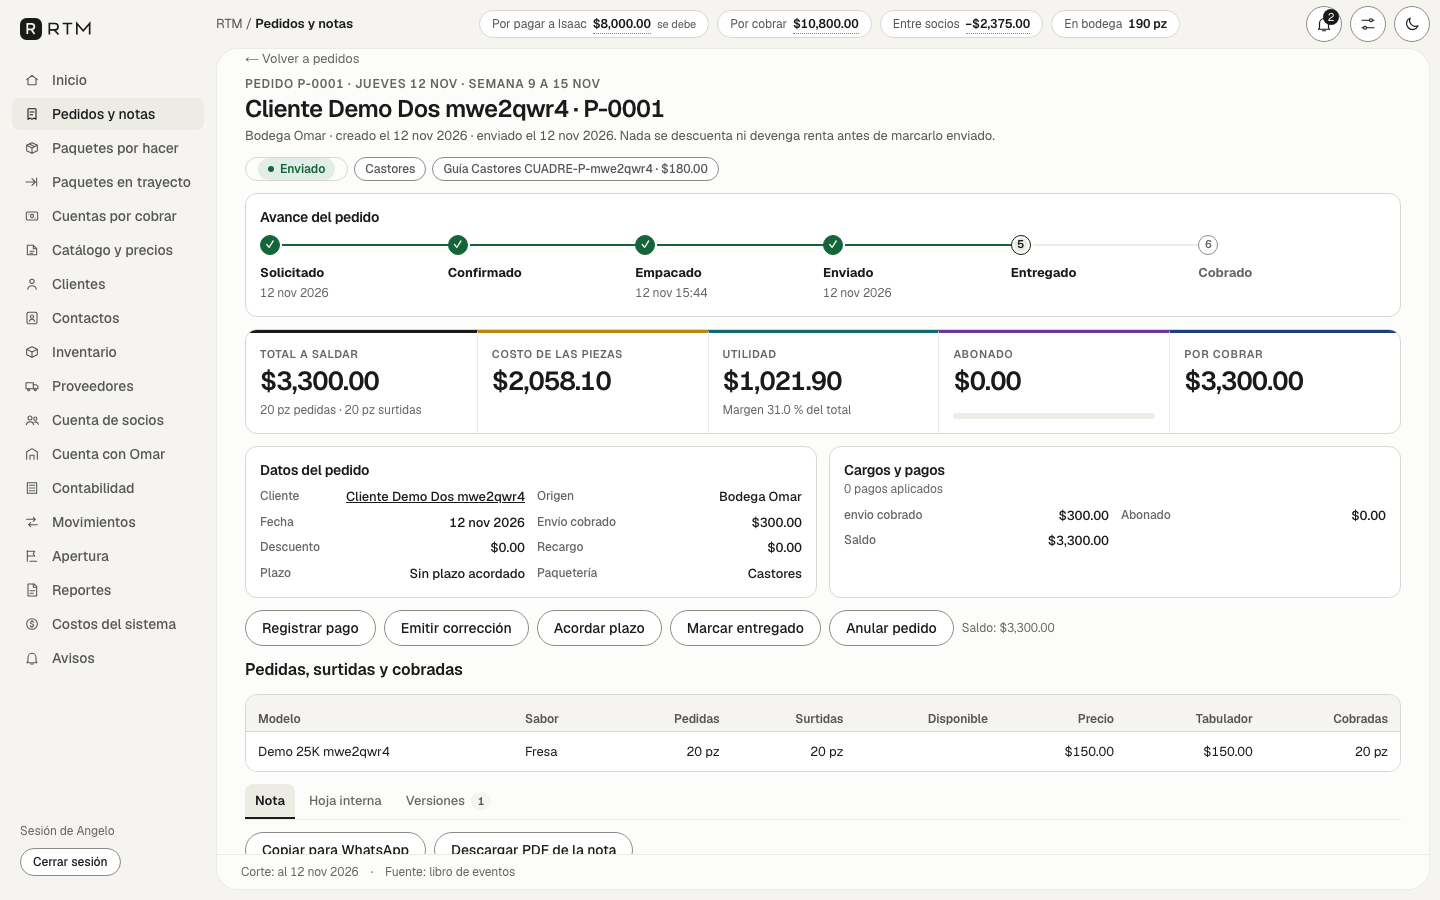 RTM
RTM / Pedidos y notas
Por pagar a Isaac $8,000.00 se debe
Por cobrar $10,800.00
Entre socios −$2,375.00
En bodega 190 pz
2
Inicio
Pedidos y notas
Paquetes por hacer
Paquetes en trayecto
Cuentas por cobrar
Catálogo y precios
Clientes
Contactos
Inventario
Proveedores
Cuenta de socios
Cuenta con Omar
Contabilidad
Movimientos
Apertura
Reportes
Costos del sistema
Avisos
Sesión de Angelo
Cerrar sesión
← Volver a pedidos
PEDIDO P-0001 · JUEVES 12 NOV · SEMANA 9 A 15 NOV
Cliente Demo Dos mwe2qwr4 · P-0001
Bodega Omar · creado el 12 nov 2026 · enviado el 12 nov 2026. Nada se descuenta ni devenga renta antes de marcarlo enviado.
Enviado
Castores
Guía Castores CUADRE-P-mwe2qwr4 · $180.00
Avance del pedido
5 6
Solicitado Confirmado Empacado Enviado Entregado Cobrado
12 nov 2026 12 nov 15:44 12 nov 2026
TOTAL A SALDAR
$3,300.00
20 pz pedidas · 20 pz surtidas
COSTO DE LAS PIEZAS
$2,058.10
UTILIDAD
$1,021.90
Margen 31.0 % del total
ABONADO
$0.00
POR COBRAR
$3,300.00
Datos del pedido
Cliente Cliente Demo Dos mwe2qwr4 Origen Bodega Omar
Fecha 12 nov 2026 Envío cobrado $300.00
Descuento $0.00 Recargo $0.00
Plazo Sin plazo acordado Paquetería Castores
Cargos y pagos
0 pagos aplicados
envio cobrado $300.00 Abonado $0.00
Saldo $3,300.00
Registrar pago
Emitir corrección
Acordar plazo
Marcar entregado
Anular pedido
Saldo: $3,300.00
Pedidas, surtidas y cobradas
Modelo Sabor Pedidas Surtidas Disponible Precio Tabulador Cobradas
Demo 25K mwe2qwr4 Fresa 20 pz 20 pz $150.00 $150.00 20 pz
Nota Hoja interna Versiones 1
Copiar para WhatsApp
Descargar PDF de la nota
Corte: al 12 nov 2026 · Fuente: libro de eventos